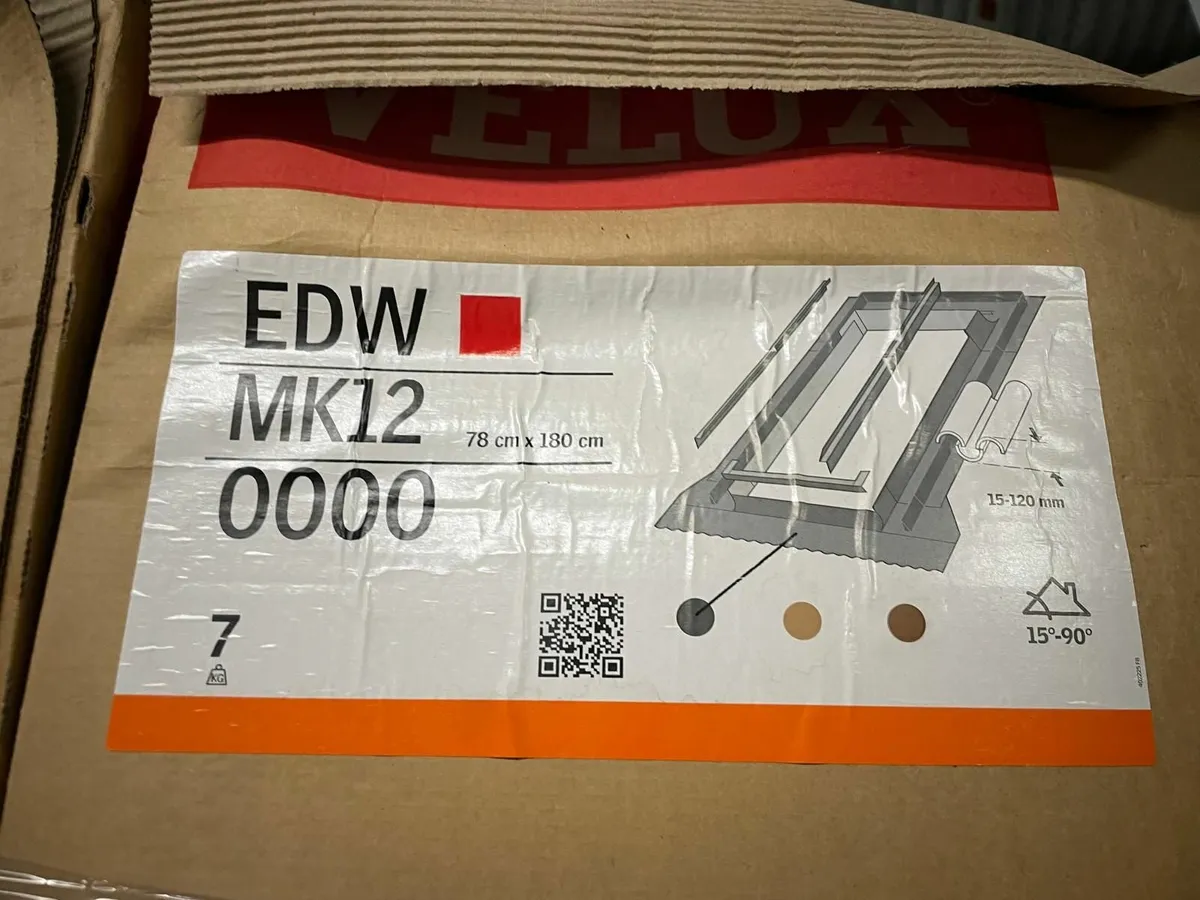 VELUX
EDW
MK12
78 cm x 180 cm
0000
15-120 mm
7
KG
15°-90°